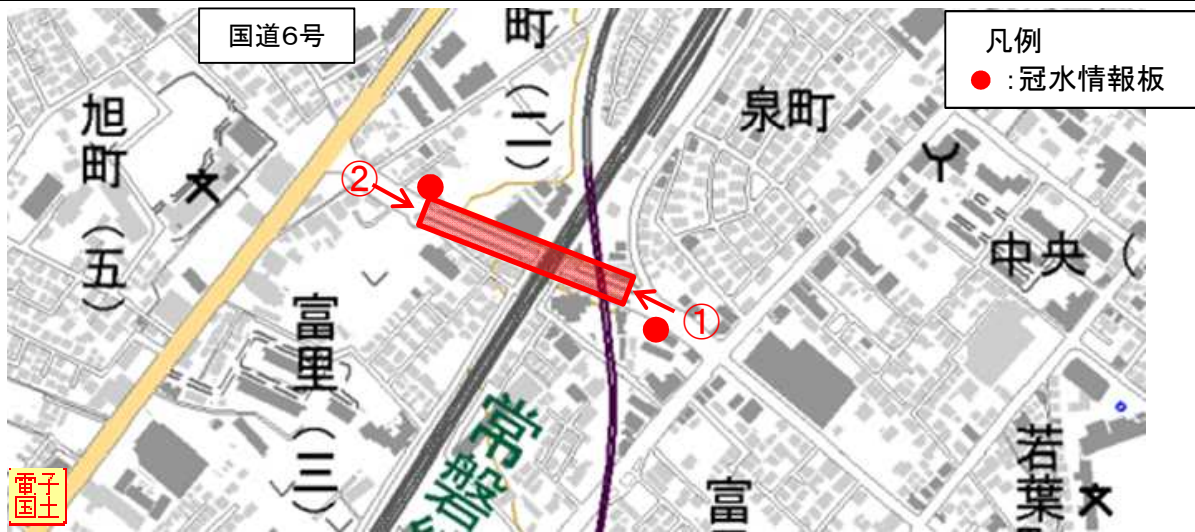 国道6号
凡例
●：冠水情報板
町（二）
泉町
旭町（五）
②
中央（
①
富里（三）
常磐線
若葉
富
電子
国土